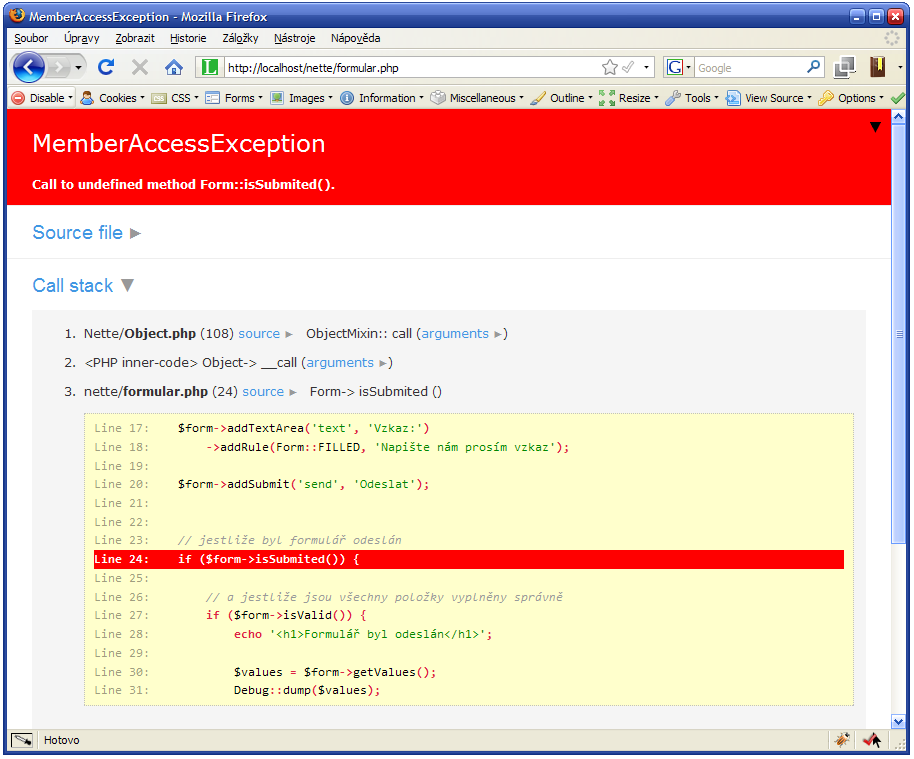 MemberAccessException - Mozilla Firefox
Soubor Úpravy Zobrazit Historie Záložky Nástroje Nápověda
http://localhost/nette/formular.php G Google
Disable Cookies CSS Forms Images Information Miscellaneous Outline Resize Tools View Source Options
MemberAccessException
Call to undefined method Form::isSubmited().
Source file ►
Call stack ▼
1. Nette/Object.php (108) source ► ObjectMixin:: call (arguments ►)
2. <PHP inner-code> Object-> __call (arguments ►)
3. nette/formular.php (24) source ► Form-> isSubmited ()
Line 17: $form->addTextArea('text', 'Vzkaz:')
Line 18: ->addRule(Form::FILLED, 'Napište nám prosím vzkaz');
Line 19:
Line 20: $form->addSubmit('send', 'Odeslat');
Line 21:
Line 22:
Line 23: // jestliže byl formulář odeslán
Line 24: if ($form->isSubmited()) {
Line 25:
Line 26: // a jestliže jsou všechny položky vyplněny správně
Line 27: if ($form->isValid()) {
Line 28: echo '<h1>Formulář byl odeslán</h1>';
Line 29:
Line 30: $values = $form->getValues();
Line 31: Debug::dump($values);
Hotovo